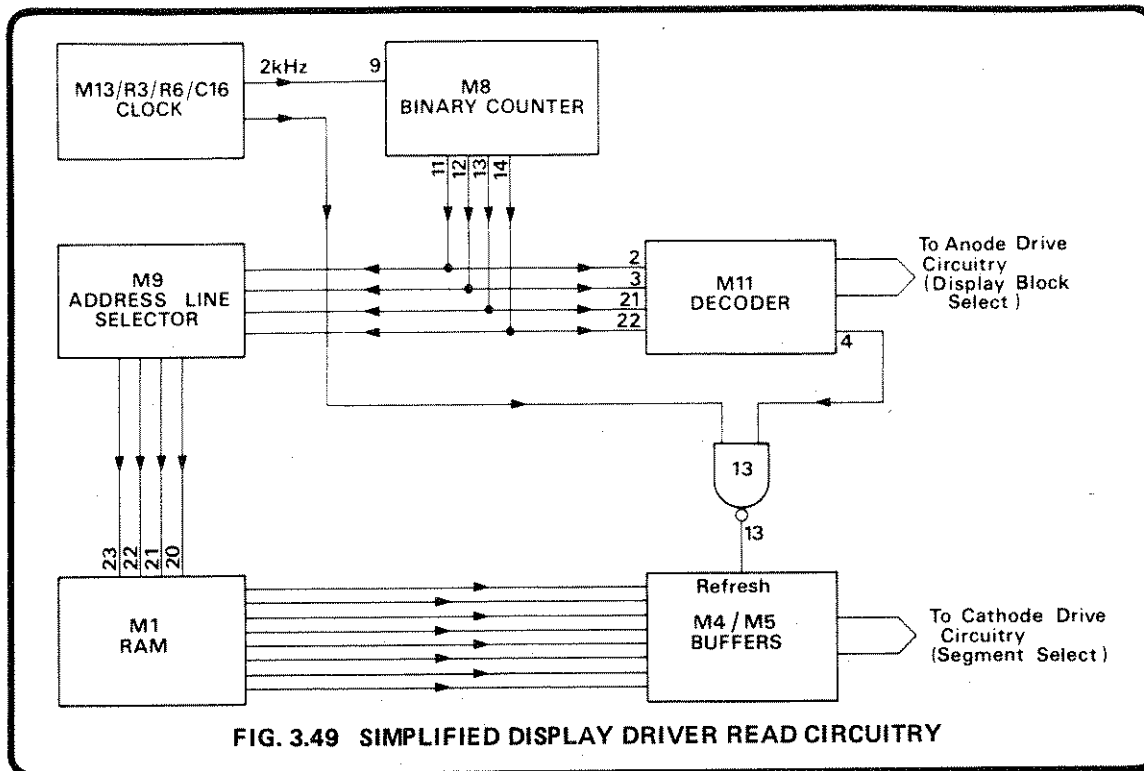 M13/R3/R6/C16
CLOCK
2kHz
9
M8
BINARY COUNTER
11
12
13
14
M9
ADDRESS LINE
SELECTOR
2
3
21
22
M11
DECODER
4
To Anode Drive
Circuitry
(Display Block
Select)
13
13
23
22
21
20
M1
RAM
Refresh
M4/M5
BUFFERS
To Cathode Drive
Circuitry
(Segment Select)
FIG. 3.49 SIMPLIFIED DISPLAY DRIVER READ CIRCUITRY